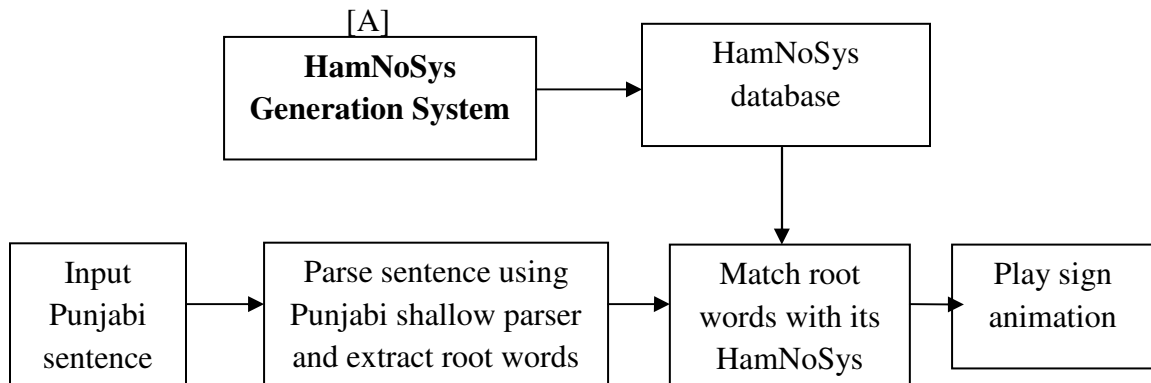 [A]
HamNoSys
Generation System
HamNoSys
database
Input
Punjabi
sentence
Parse sentence using
Punjabi shallow parser
and extract root words
Match root
words with its
HamNoSys
Play sign
animation